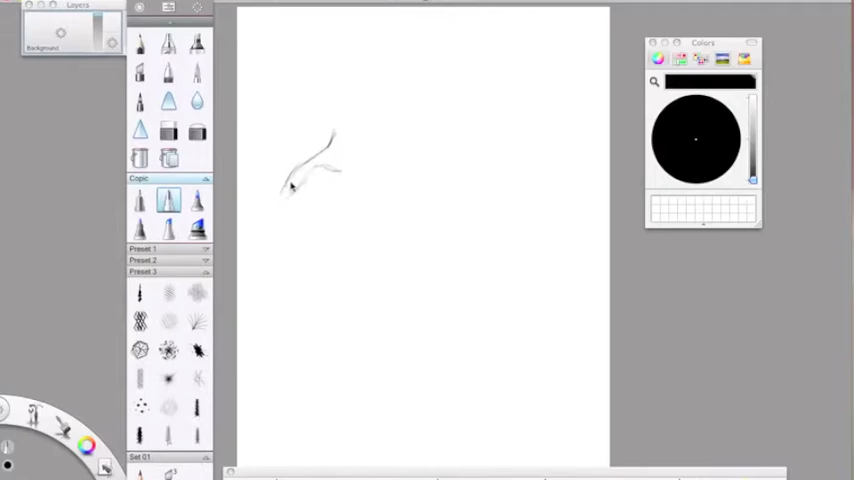 Layers
Background
Copic
Preset 1
Preset 2
Preset 3
Set 01
Colors